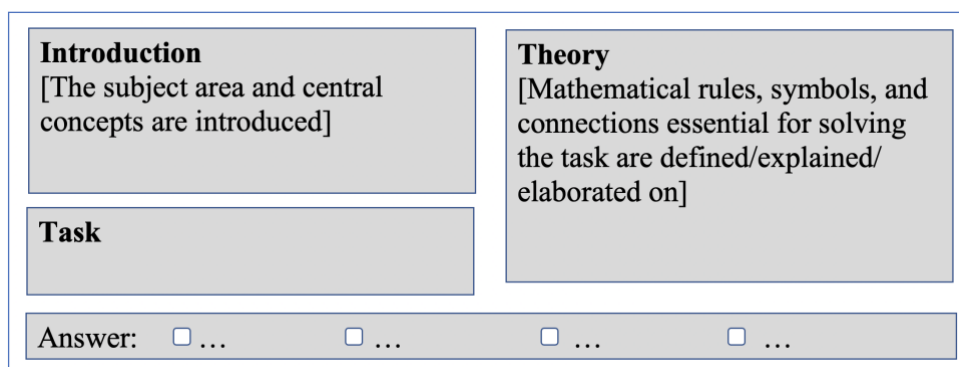 Introduction
[The subject area and central
concepts are introduced]
Theory
[Mathematical rules, symbols, and
connections essential for solving
the task are defined/explained/
elaborated on]
Task
Answer: … … … …